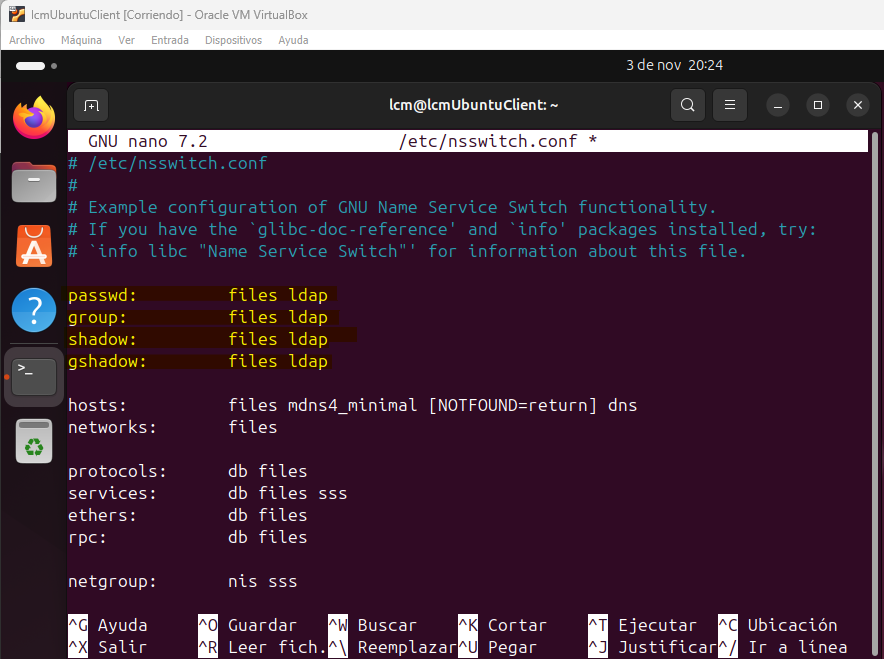 lcmUbuntuClient [Corriendo] - Oracle VM VirtualBox
Archivo Máquina Ver Entrada Dispositivos Ayuda
3 de nov 20:24
lcm@lcmUbuntuClient: ~
GNU nano 7.2 /etc/nsswitch.conf *
# /etc/nsswitch.conf
#
# Example configuration of GNU Name Service Switch functionality.
# If you have the `glibc-doc-reference' and `info' packages installed, try:
# `info libc "Name Service Switch"' for information about this file.
passwd: files ldap
group: files ldap
shadow: files ldap
gshadow: files ldap
hosts: files mdns4_minimal [NOTFOUND=return] dns
networks: files
protocols: db files
services: db files sss
ethers: db files
rpc: db files
netgroup: nis sss
^G Ayuda ^O Guardar ^W Buscar ^K Cortar ^T Ejecutar ^C Ubicación
^X Salir ^R Leer fich. ^\ Reemplazar ^U Pegar ^J Justificar ^/ Ir a línea